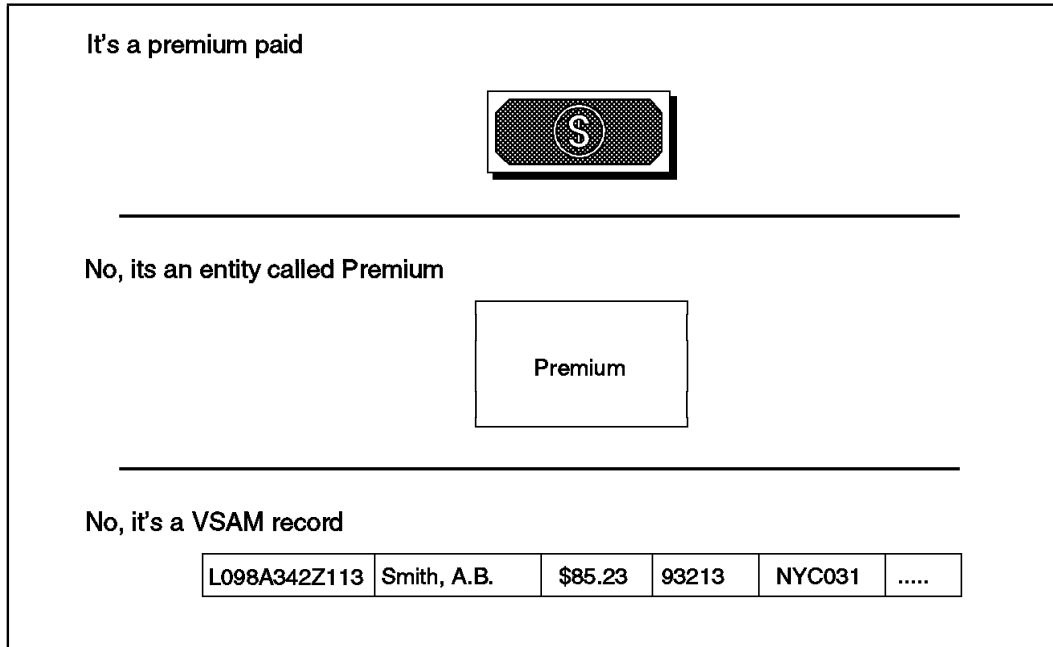 It's a premium paid
$
No, its an entity called Premium
Premium
No, it's a VSAM record
L098A342Z113 Smith, A.B. $85.23 93213 NYC031 .....